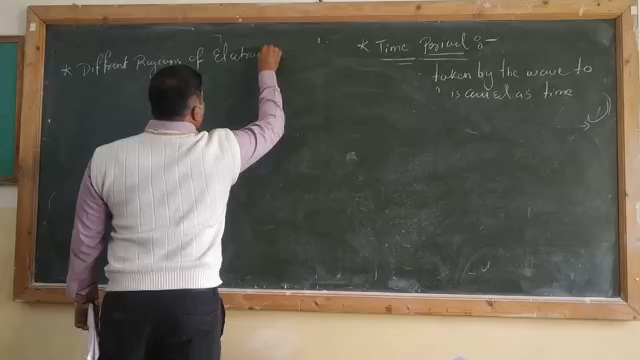 * Different Regions of Electro
* Time Period :-
taken by the wave to
is called as time